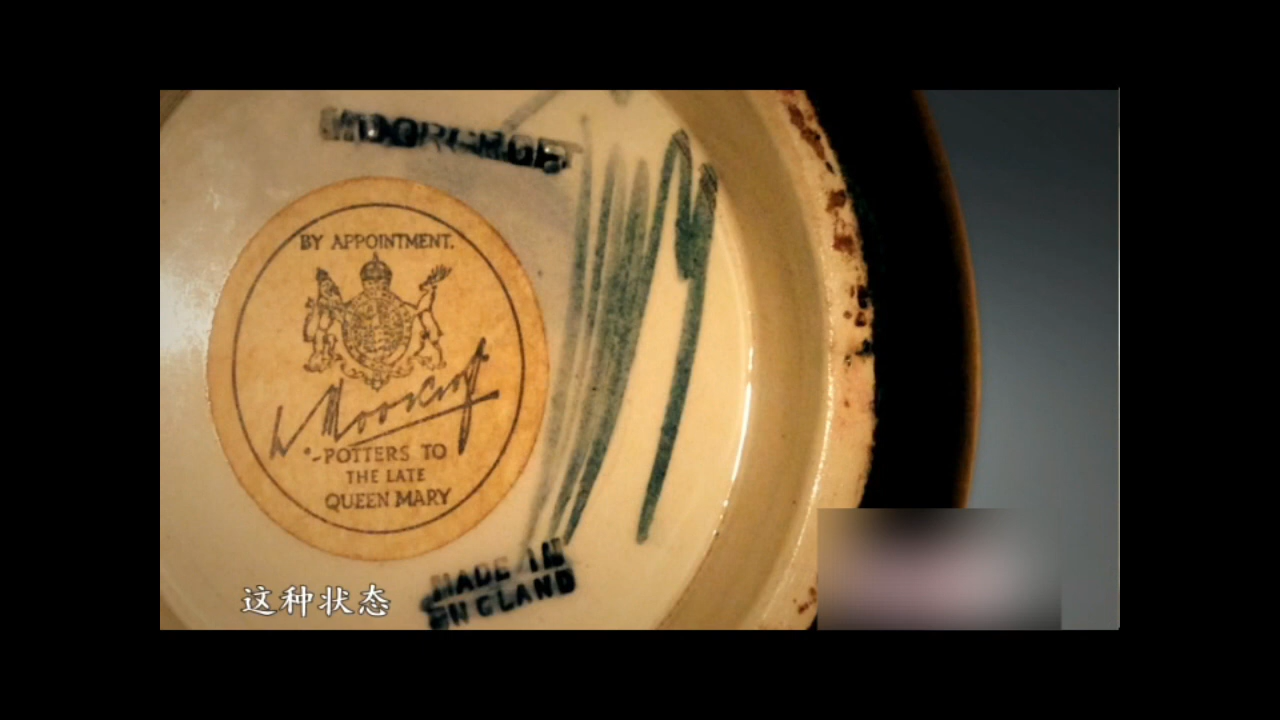 MOORCROFT
BY APPOINTMENT.
W Moorcroft
-POTTERS TO
THE LATE
QUEEN MARY
MADE IN
ENGLAND
这种状态